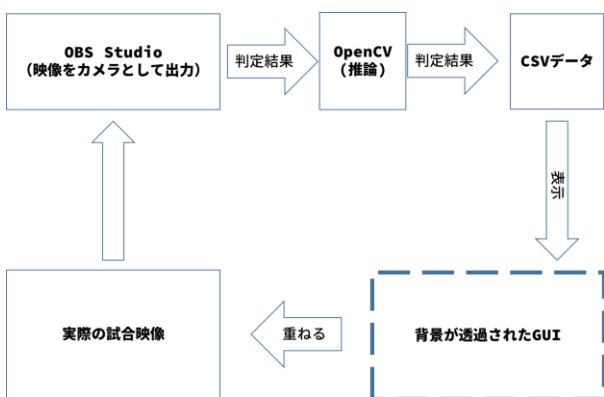 OBS Studio
(映像をカメラとして出力)
判定結果
OpenCV
(推論)
判定結果
CSVデータ
表示
実際の試合映像
重ねる
背景が透過されたGUI